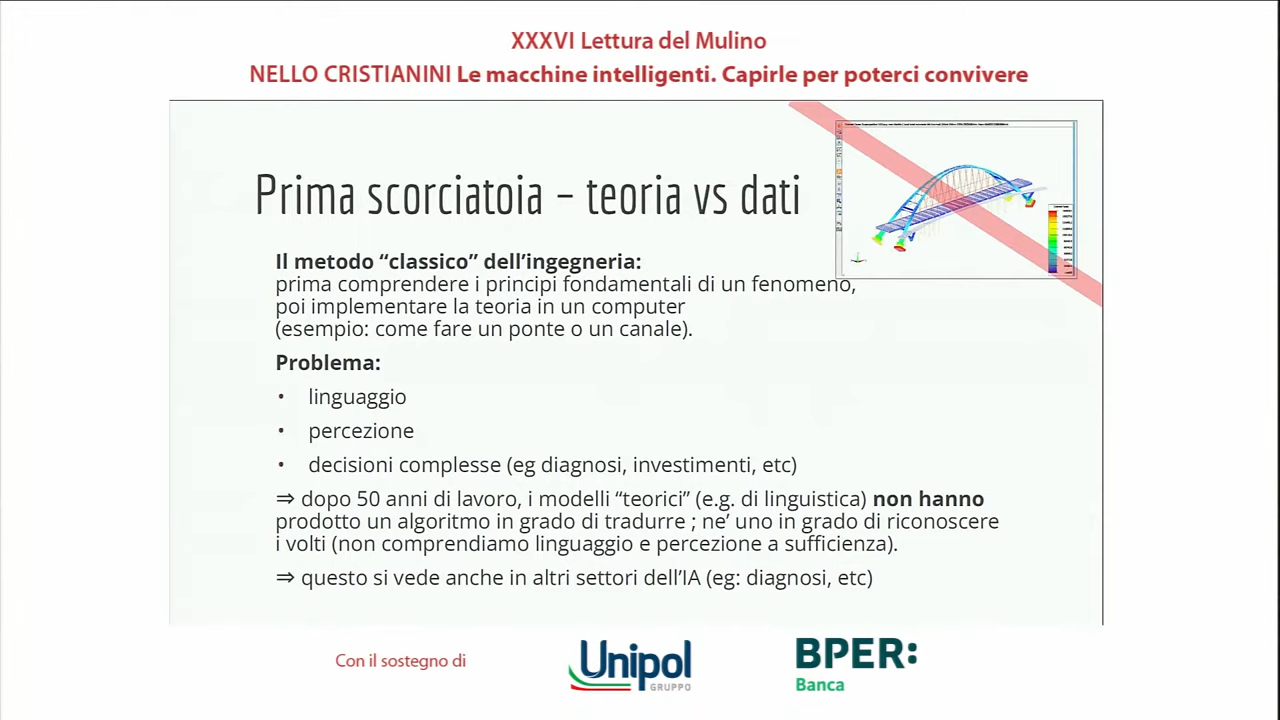 XXXVI Lettura del Mulino
NELLO CRISTIANINI Le macchine intelligenti. Capirle per poterci convivere
Prima scorciatoia – teoria vs dati
Il metodo “classico” dell’ingegneria:
prima comprendere i principi fondamentali di un fenomeno,
poi implementare la teoria in un computer
(esempio: come fare un ponte o un canale).
Problema:
• linguaggio
• percezione
• decisioni complesse (eg diagnosi, investimenti, etc)
⇒ dopo 50 anni di lavoro, i modelli “teorici” (e.g. di linguistica) non hanno
prodotto un algoritmo in grado di tradurre ; ne’ uno in grado di riconoscere
i volti (non comprendiamo linguaggio e percezione a sufficienza).
⇒ questo si vede anche in altri settori dell’IA (eg: diagnosi, etc)
Con il sostegno di
Unipol
GRUPPO
BPER:
Banca